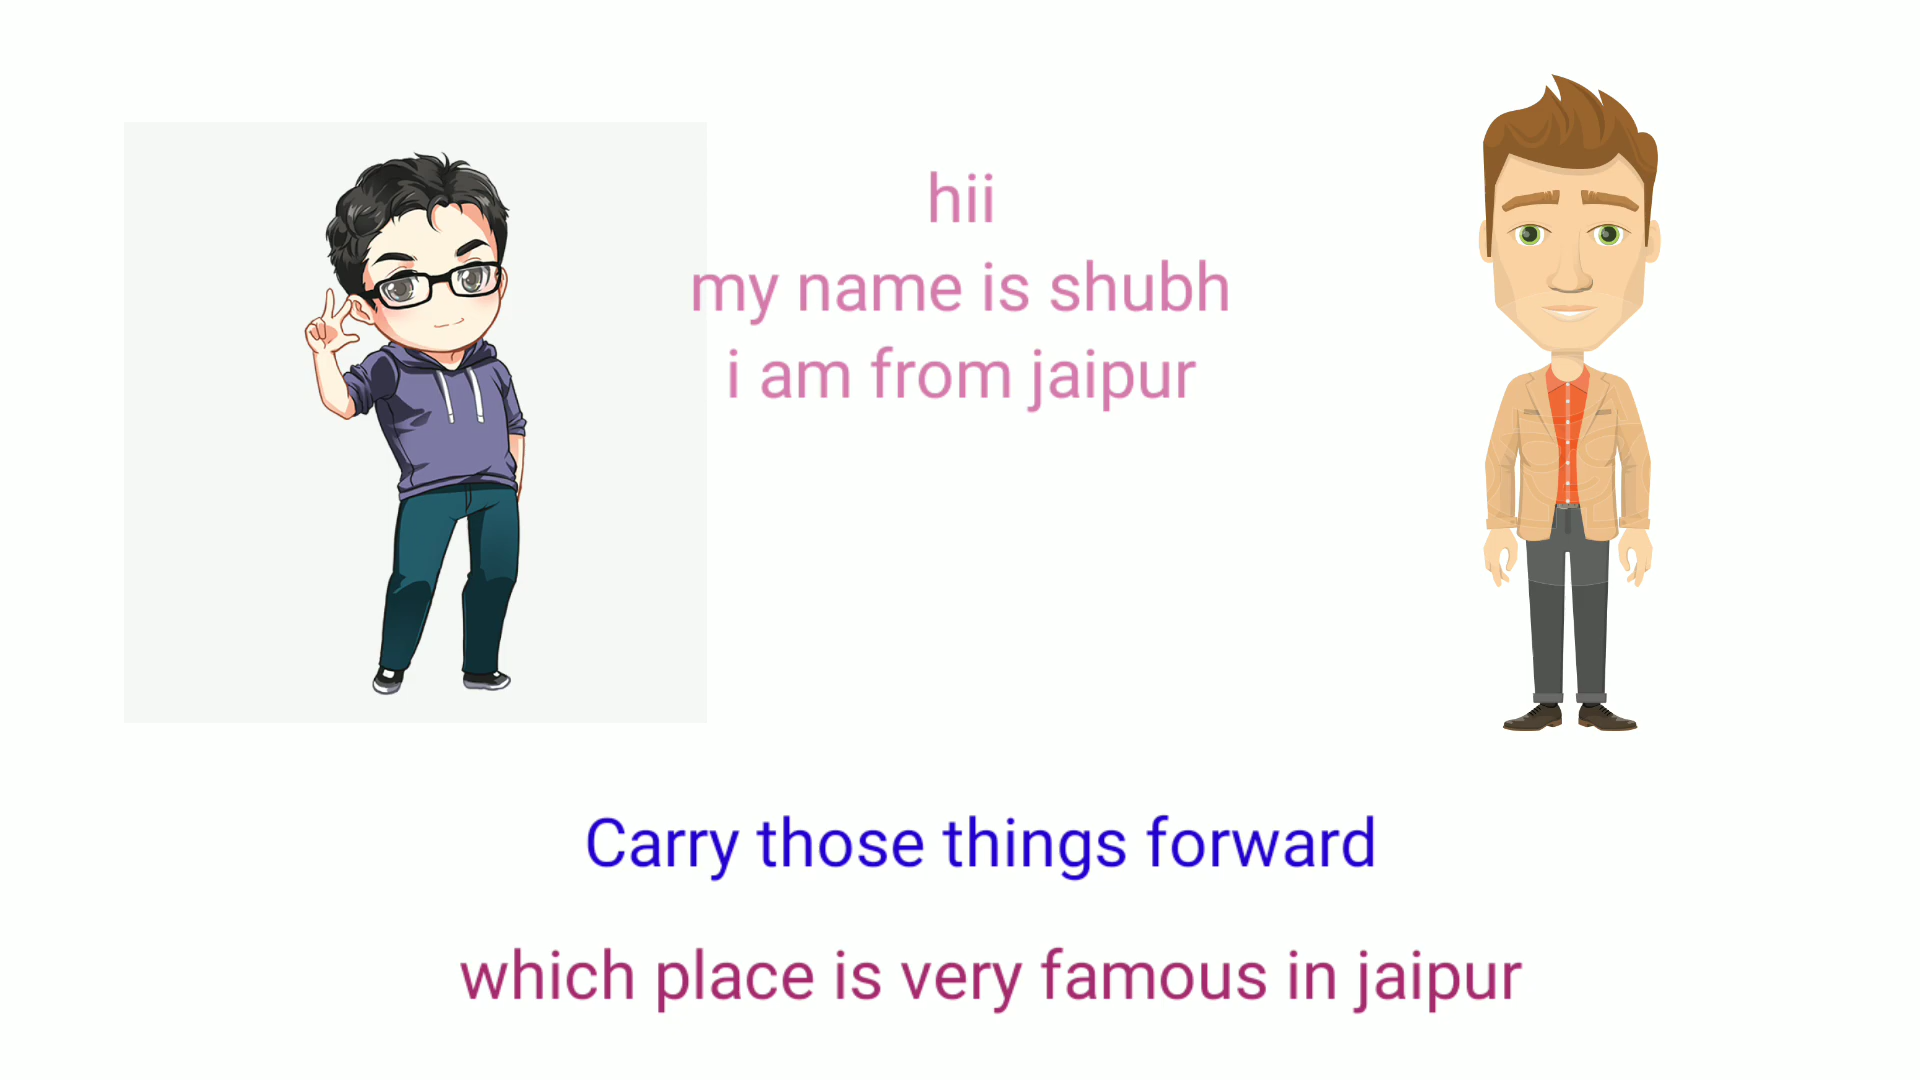 hii
my name is shubh
i am from jaipur
Carry those things forward
which place is very famous in jaipur